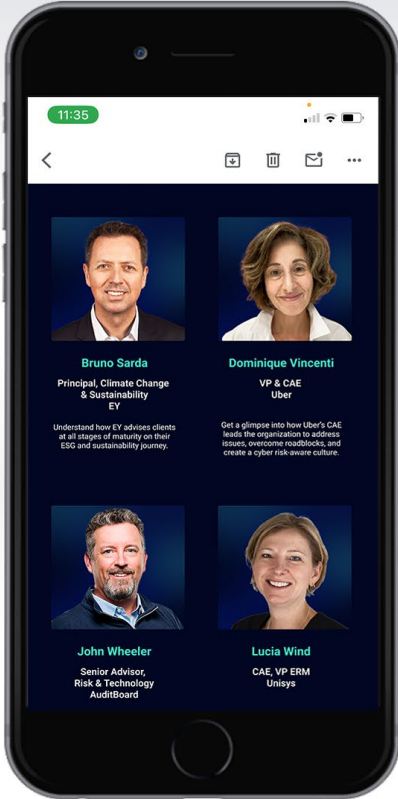 11:35
Bruno Sarda
Principal, Climate Change
& Sustainability
EY
Understand how EY advises clients
at all stages of maturity on their
ESG and sustainability journey.
Dominique Vincenti
VP & CAE
Uber
Get a glimpse into how Uber's CAE
leads the organization to address
issues, overcome roadblocks, and
create a cyber risk-aware culture.
John Wheeler
Senior Advisor,
Risk & Technology
AuditBoard
Lucia Wind
CAE, VP ERM
Unisys